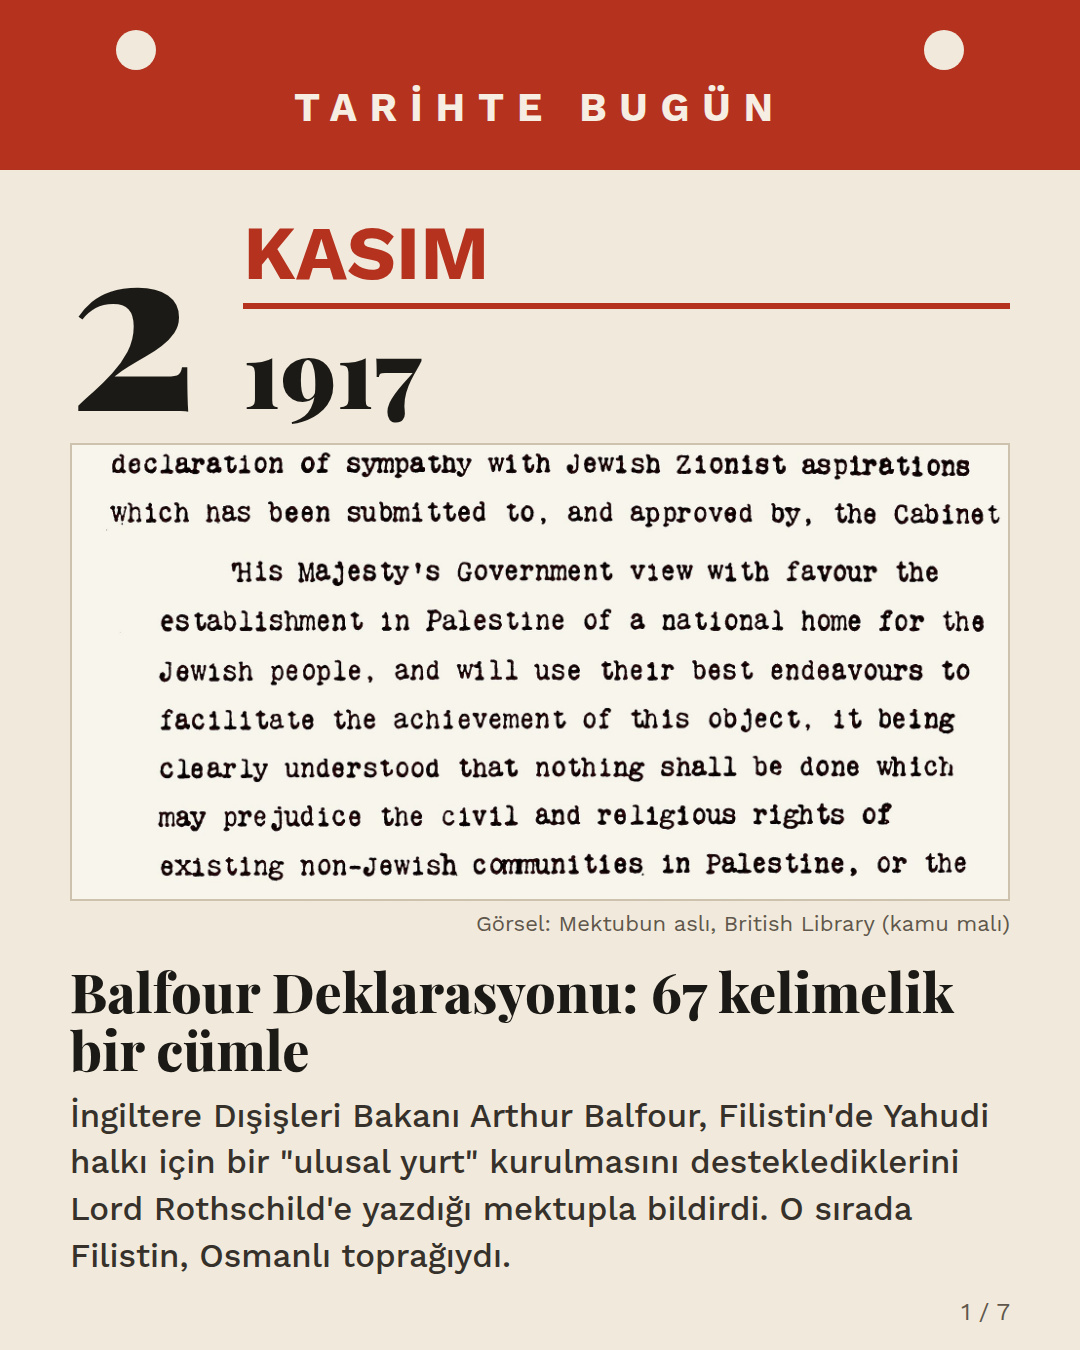 TARİHTE BUGÜN
KASIM
2
1917
declaration of sympathy with Jewish Zionist aspirations
which has been submitted to, and approved by, the Cabinet
'His Majesty's Government view with favour the
establishment in Palestine of a national home for the
Jewish people, and will use their best endeavours to
facilitate the achievement of this object, it being
clearly understood that nothing shall be done which
may prejudice the civil and religious rights of
existing non-Jewish communities in Palestine, or the
Görsel: Mektubun aslı, British Library (kamu malı)
Balfour Deklarasyonu: 67 kelimelik
bir cümle
İngiltere Dışişleri Bakanı Arthur Balfour, Filistin'de Yahudi
halkı için bir "ulusal yurt" kurulmasını desteklediklerini
Lord Rothschild'e yazdığı mektupla bildirdi. O sırada
Filistin, Osmanlı toprağıydı.
1 / 7